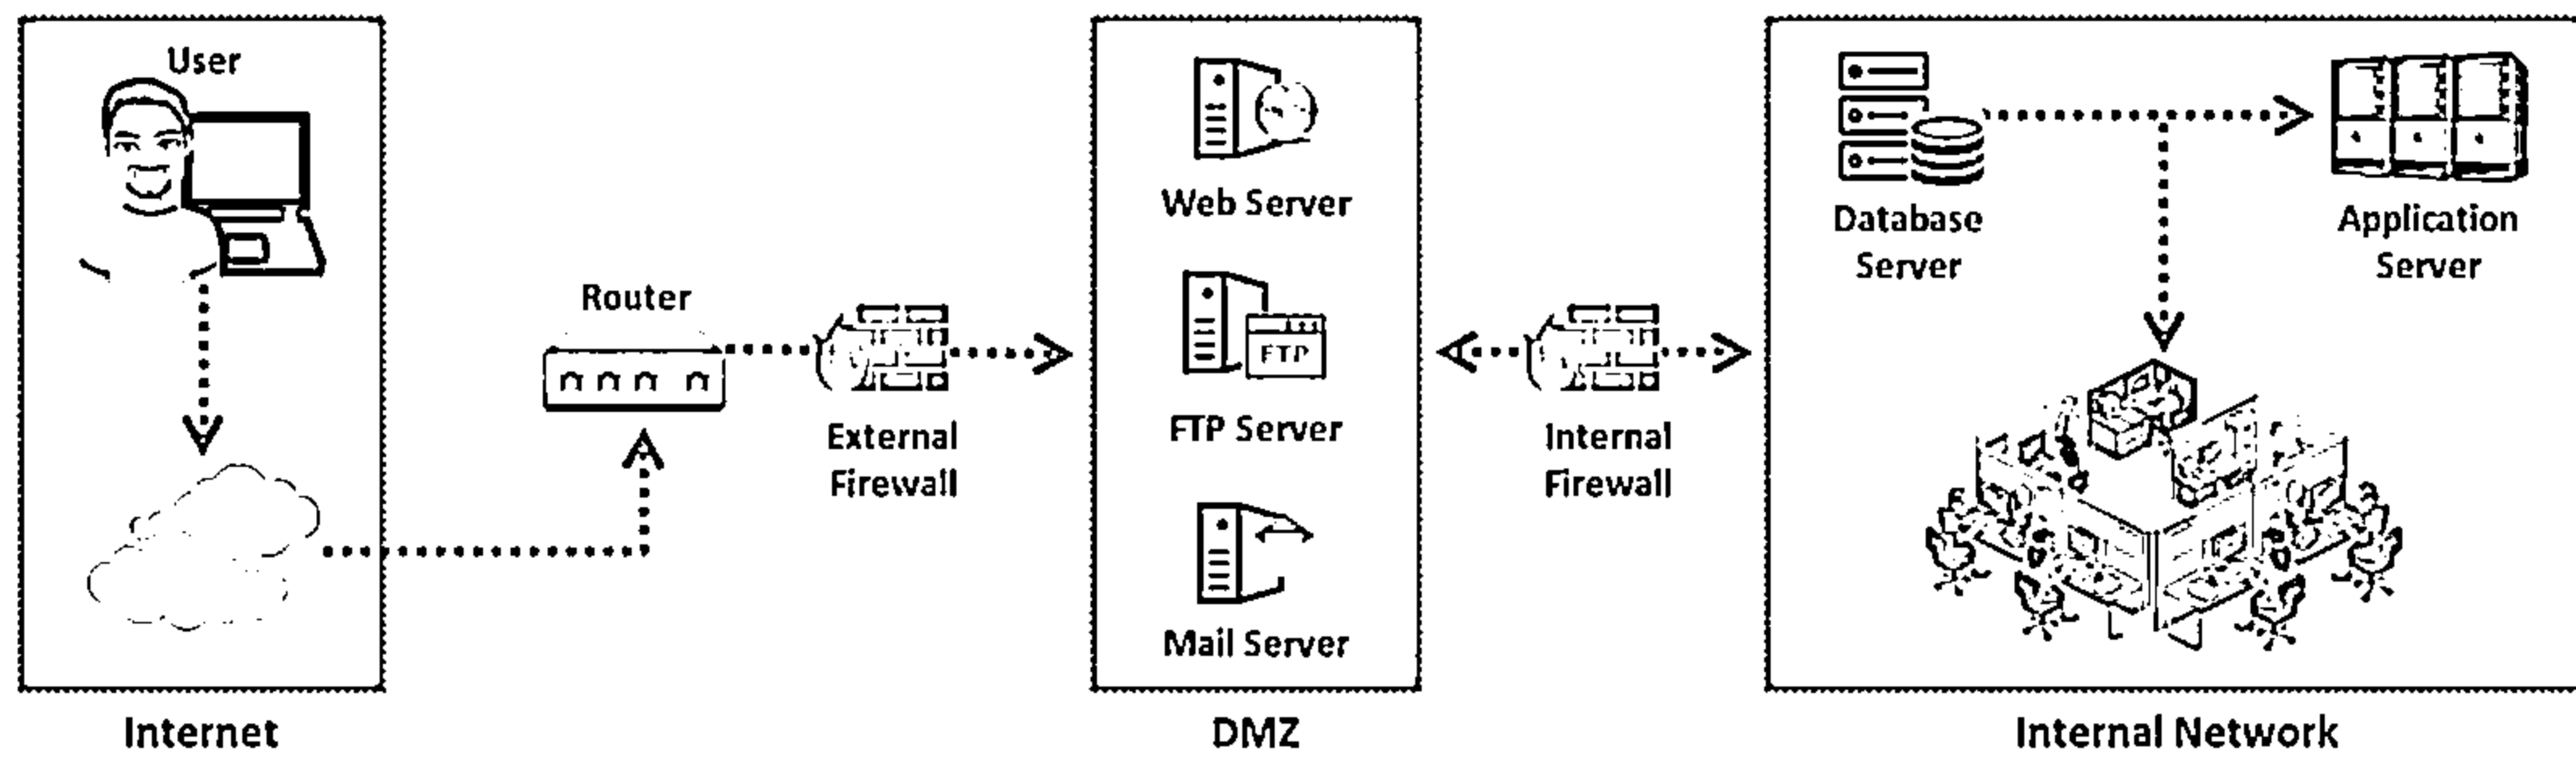 User
Internet
Router
External
Firewall
Web Server
FTP
FTP Server
Mail Server
DMZ
Internal
Firewall
Database
Server
Application
Server
Internal Network